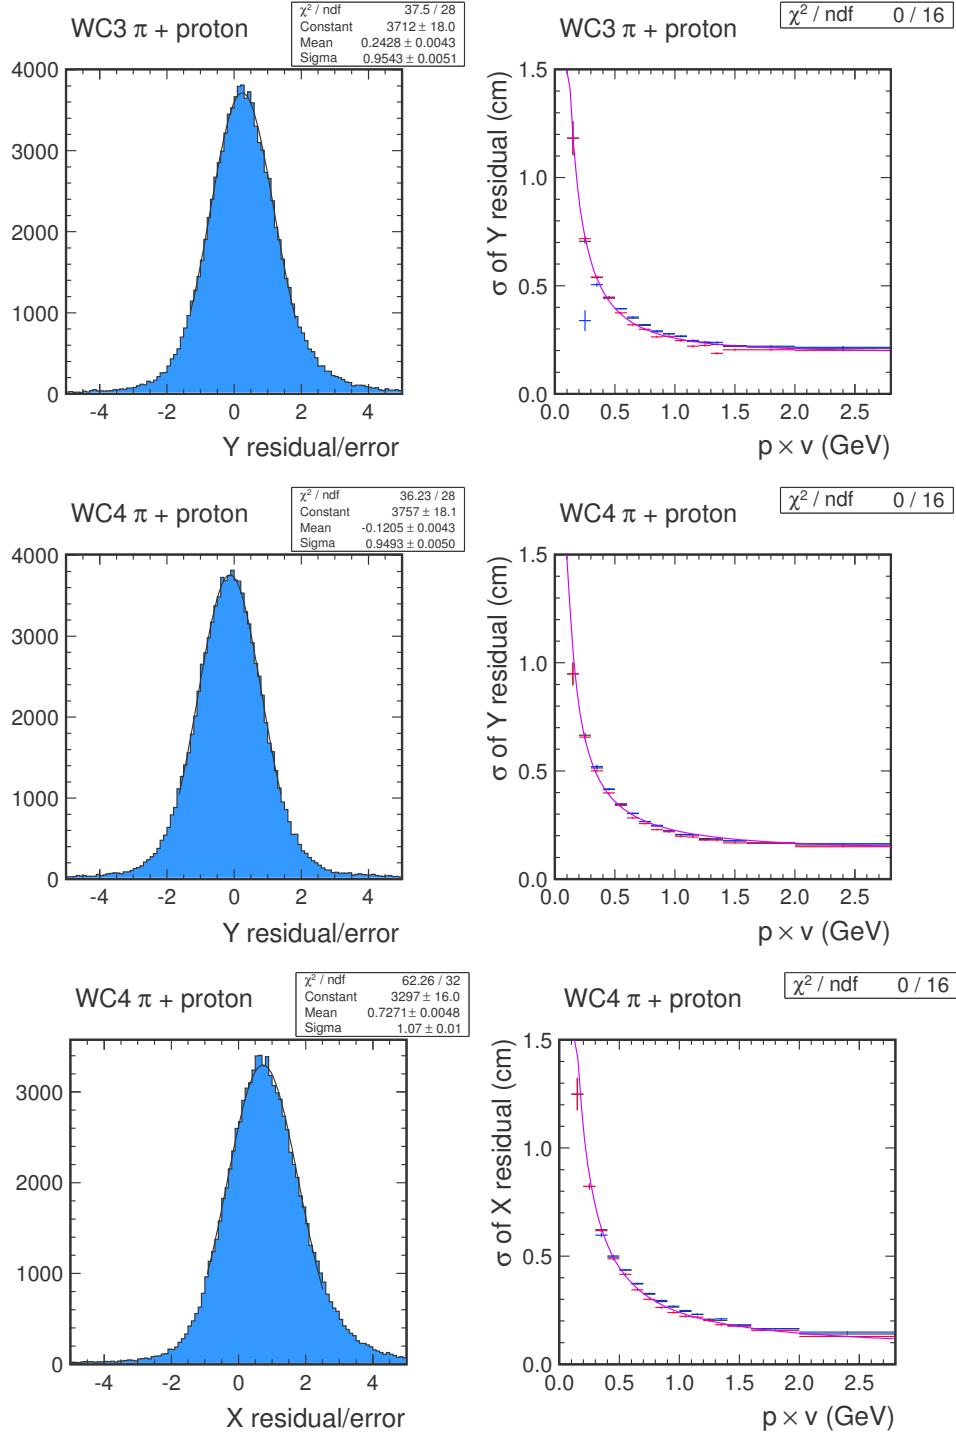 WC3 π + proton
χ² / ndf 37.5 / 28
Constant 3712 ± 18.0
Mean 0.2428 ± 0.0043
Sigma 0.9543 ± 0.0051
4000
3000
2000
1000
0
-4 -2 0 2 4
Y residual/error
WC3 π + proton
χ² / ndf 0 / 16
σ of Y residual (cm)
1.5
1.0
0.5
0.0
0.0 0.5 1.0 1.5 2.0 2.5
p × v (GeV)
WC4 π + proton
χ² / ndf 36.23 / 28
Constant 3757 ± 18.1
Mean -0.1205 ± 0.0043
Sigma 0.9493 ± 0.0050
4000
3000
2000
1000
0
-4 -2 0 2 4
Y residual/error
WC4 π + proton
χ² / ndf 0 / 16
σ of Y residual (cm)
1.5
1.0
0.5
0.0
0.0 0.5 1.0 1.5 2.0 2.5
p × v (GeV)
WC4 π + proton
χ² / ndf 62.26 / 32
Constant 3297 ± 16.0
Mean 0.7271 ± 0.0048
Sigma 1.07 ± 0.01
3000
2000
1000
0
-4 -2 0 2 4
X residual/error
WC4 π + proton
χ² / ndf 0 / 16
σ of X residual (cm)
1.5
1.0
0.5
0.0
0.0 0.5 1.0 1.5 2.0 2.5
p × v (GeV)